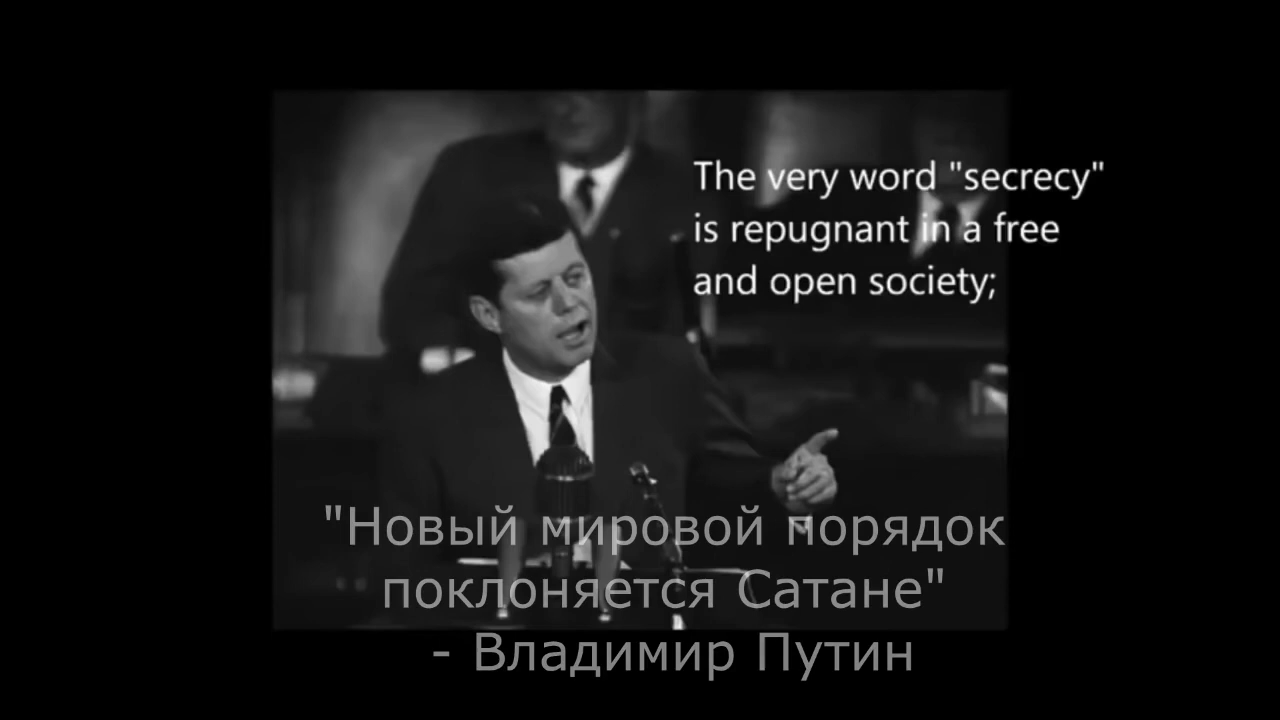 The very word "secrecy"
is repugnant in a free
and open society;
"Новый мировой порядок
поклоняется Сатане"
- Владимир Путин